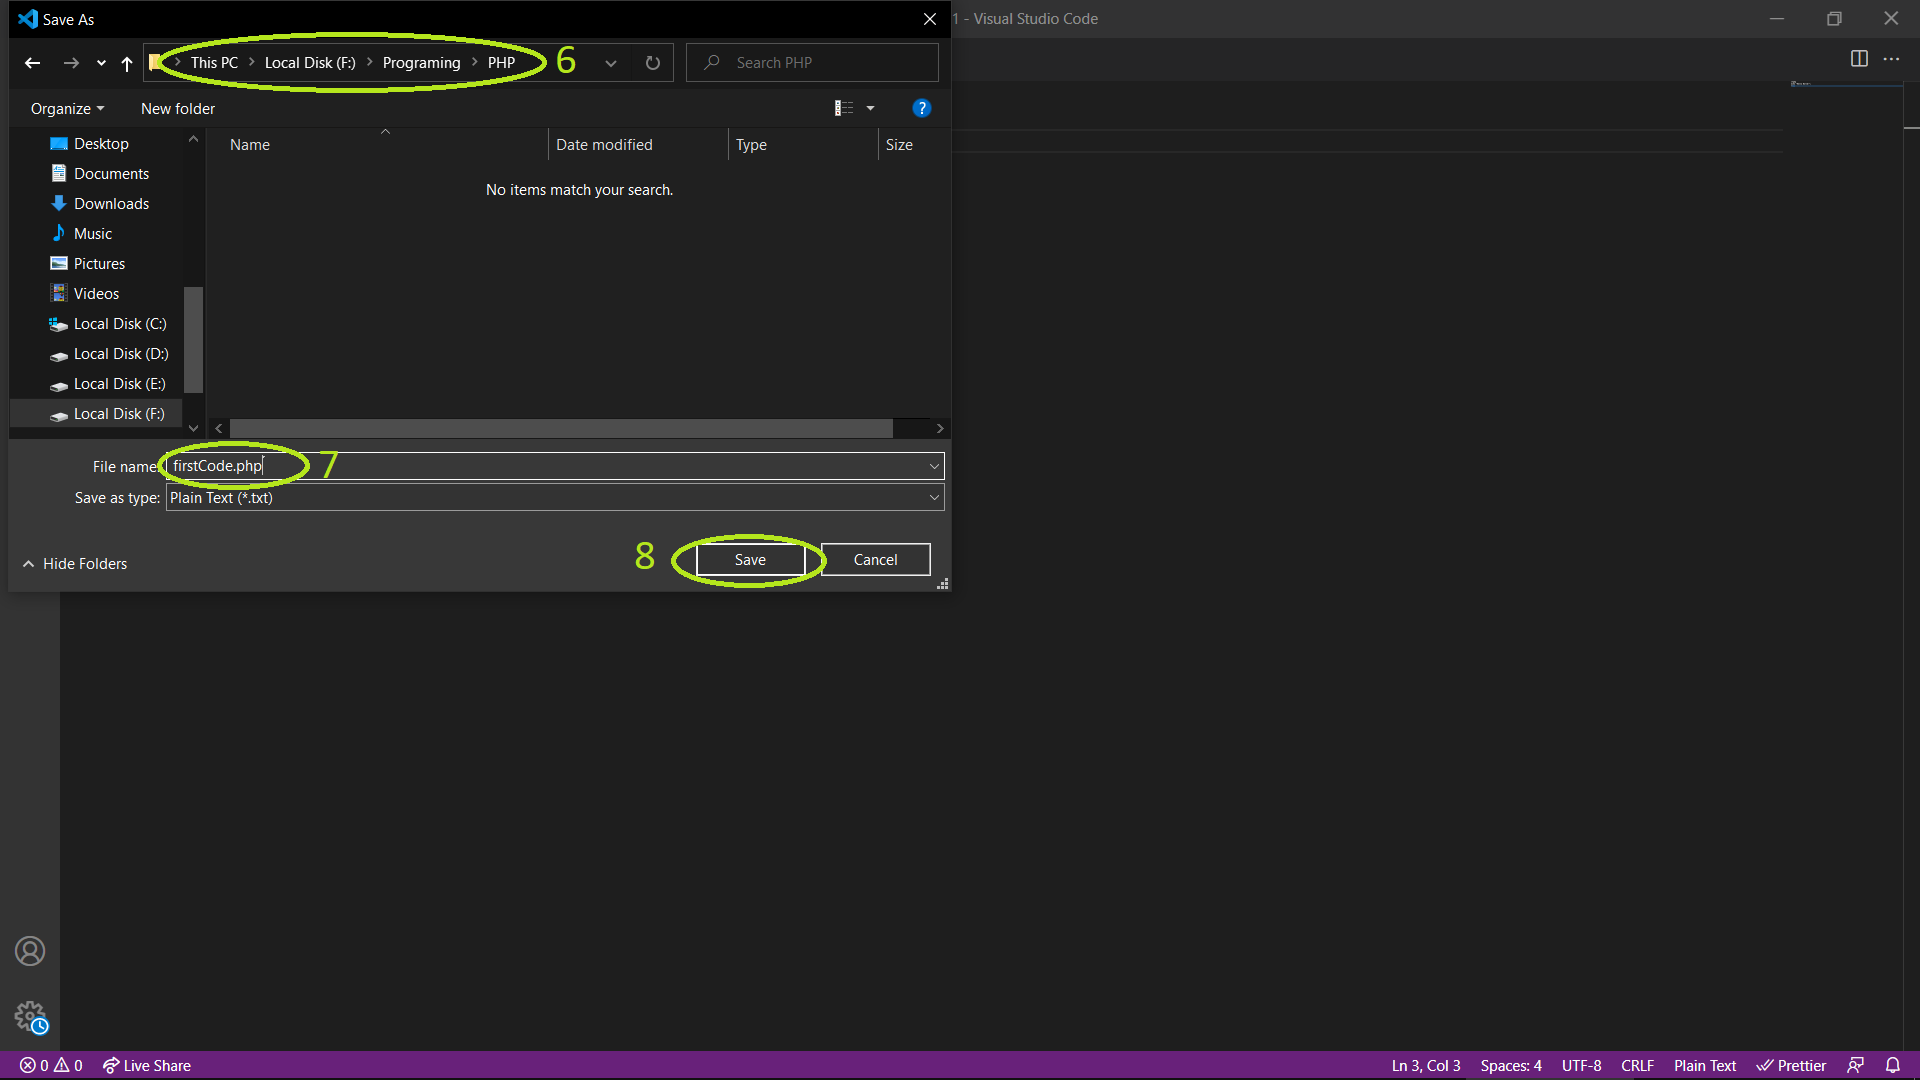 Save As
1 - Visual Studio Code
This PC > Local Disk (F:) > Programing > PHP 6
Search PHP
Organize New folder
?
Name Date modified Type Size
No items match your search.
Desktop
Documents
Downloads
Music
Pictures
Videos
Local Disk (C:)
Local Disk (D:)
Local Disk (E:)
Local Disk (F:)
File name: firstCode.php 7
Save as type: Plain Text (*.txt)
Hide Folders 8 Save Cancel
0 0 Live Share Ln 3, Col 3 Spaces: 4 UTF-8 CRLF Plain Text Prettier